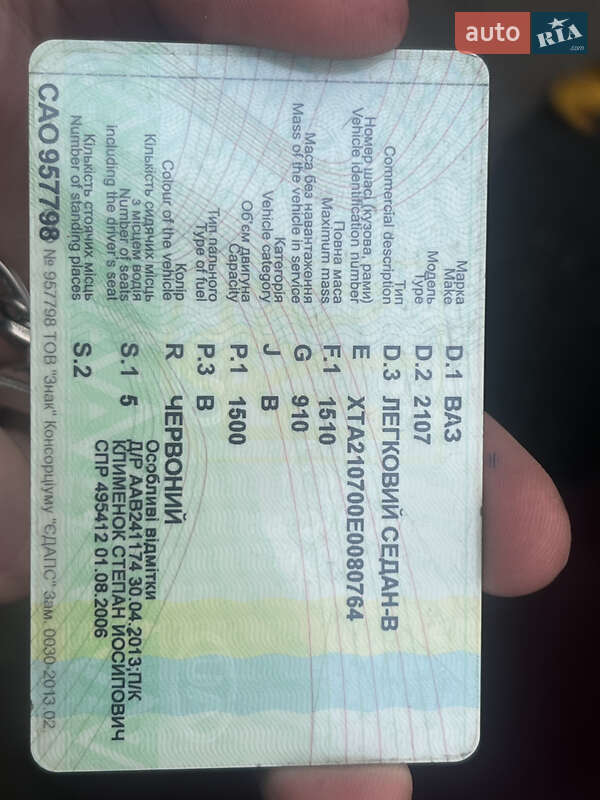 auto RIA .com
Марка
Make D.1 ВАЗ
Модель
Type D.2 2107
Тип
Commercial description D.3 ЛЕГКОВИЙ СЕДАН-В
Номер шасі (кузова, рами)
Vehicle identification number E XTA210700E0080764
Повна маса
Maximum mass F.1 1510
Маса без навантаження
Mass of the vehicle in service G 910
Категорія
Vehicle category J B
Об'єм двигуна
Capacity P.1 1500
Тип пального
Type of fuel P.3 B
Колір
Colour of the vehicle R ЧЕРВОНИЙ
Кількість сидячих місць
з місцем водія
Number of seats
including the driver's seat S.1 5
Кількість стоячих місць
Number of standing places S.2
Особливі відмітки
Д/Р ААВ241174 30.04.2013;П/К
КЛИМЕНОК СТЕПАН ЙОСИПОВИЧ
СПР 495412 01.08.2006
САО 957798 № 957798 ТОВ "Знак" Консорціуму "ЄДАПС" Зам. 0030-2013.02